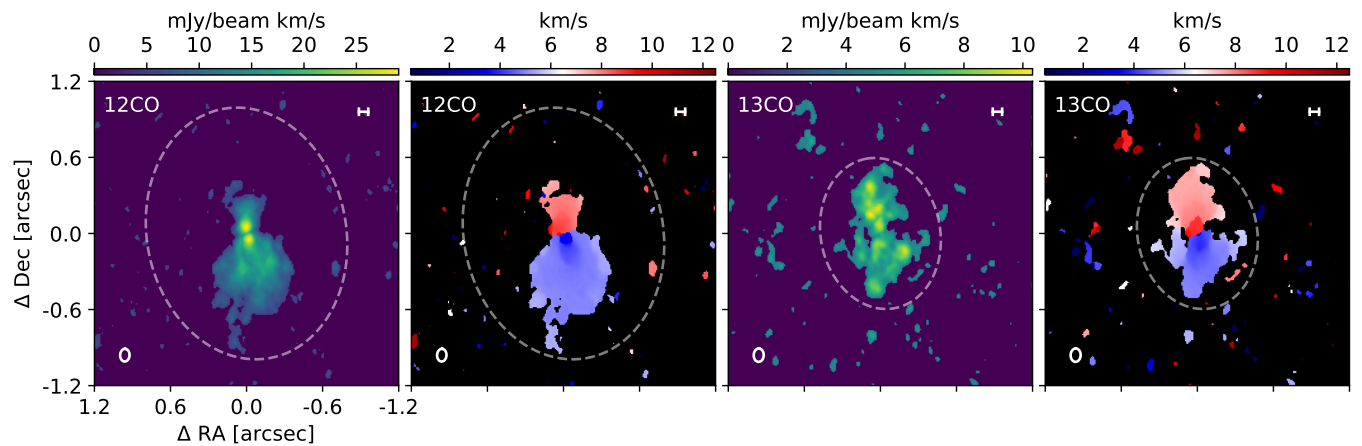 mJy/beam km/s
km/s
mJy/beam km/s
km/s
0 5 10 15 20 25
2 4 6 8 10 12
0 2 4 6 8 10
2 4 6 8 10 12
12CO
12CO
13CO
13CO
1.2
0.6
0.0
-0.6
-1.2
Δ Dec [arcsec]
1.2 0.6 0.0 -0.6 -1.2
Δ RA [arcsec]